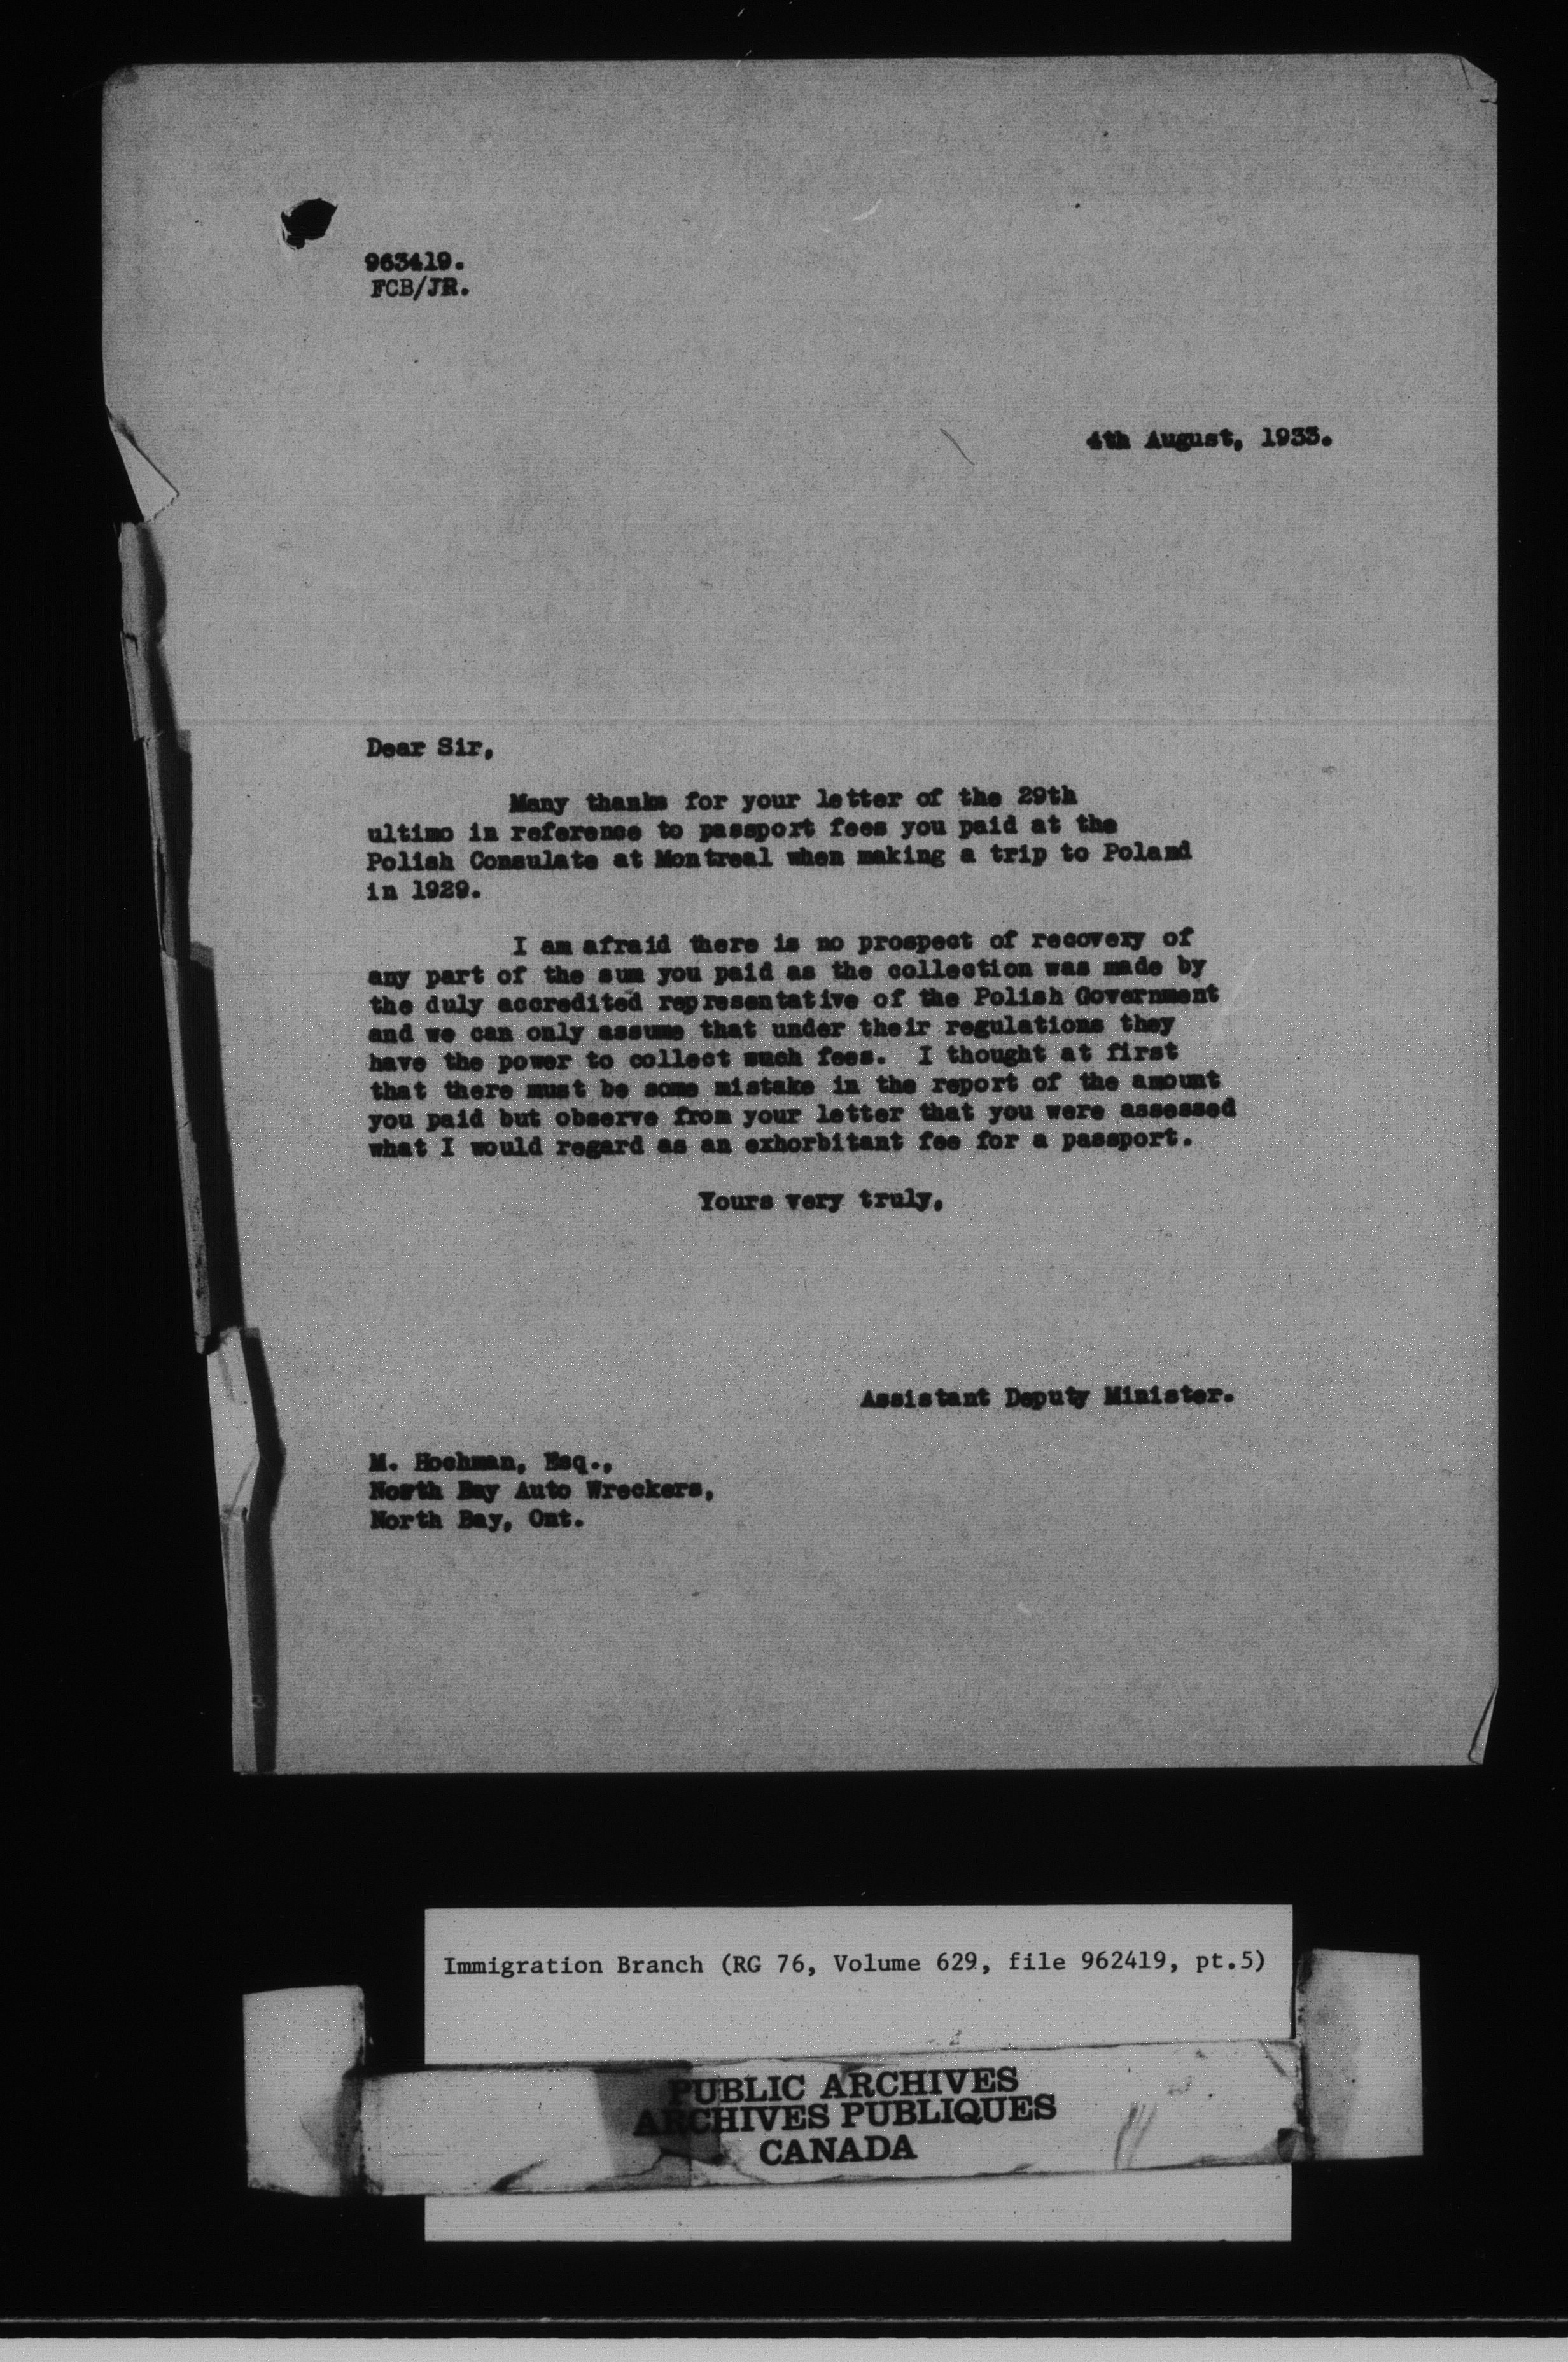 963419.
FCB/JR.
4th August, 1933.
Dear Sir,
Many thanks for your letter of the 29th
ultimo in reference to passport fees you paid at the
Polish Consulate at Montreal when making a trip to Poland
in 1929.
I am afraid there is no prospect of recovery of
any part of the sum you paid as the collection was made by
the duly accredited representative of the Polish Government
and we can only assume that under their regulations they
have the power to collect such fees. I thought at first
that there must be some mistake in the report of the amount
you paid but observe from your letter that you were assessed
what I would regard as an exhorbitant fee for a passport.
Yours very truly,
Assistant Deputy Minister.
M. Hochman, Esq.,
North Bay Auto Wreckers,
North Bay, Ont.
Immigration Branch (RG 76, Volume 629, file 962419, pt.5)
PUBLIC ARCHIVES
ARCHIVES PUBLIQUES
CANADA